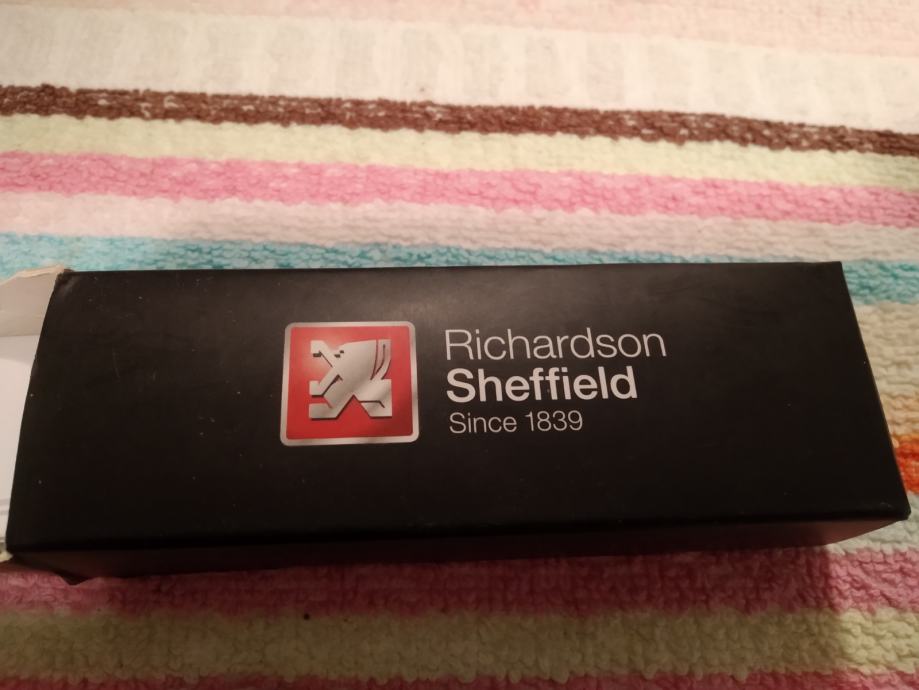 Richardson
Sheffield
Since 1839